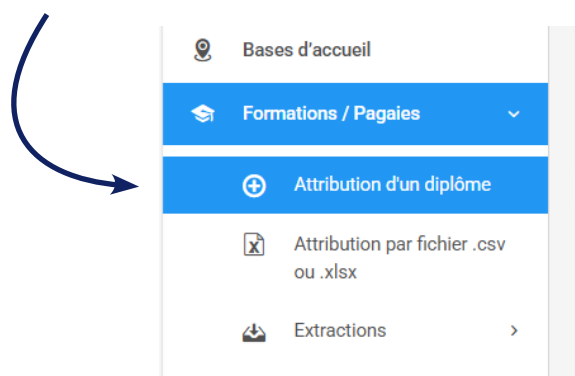 Bases d'accueil
Formations / Pagaies
Attribution d'un diplôme
Attribution par fichier .csv
ou .xlsx
Extractions